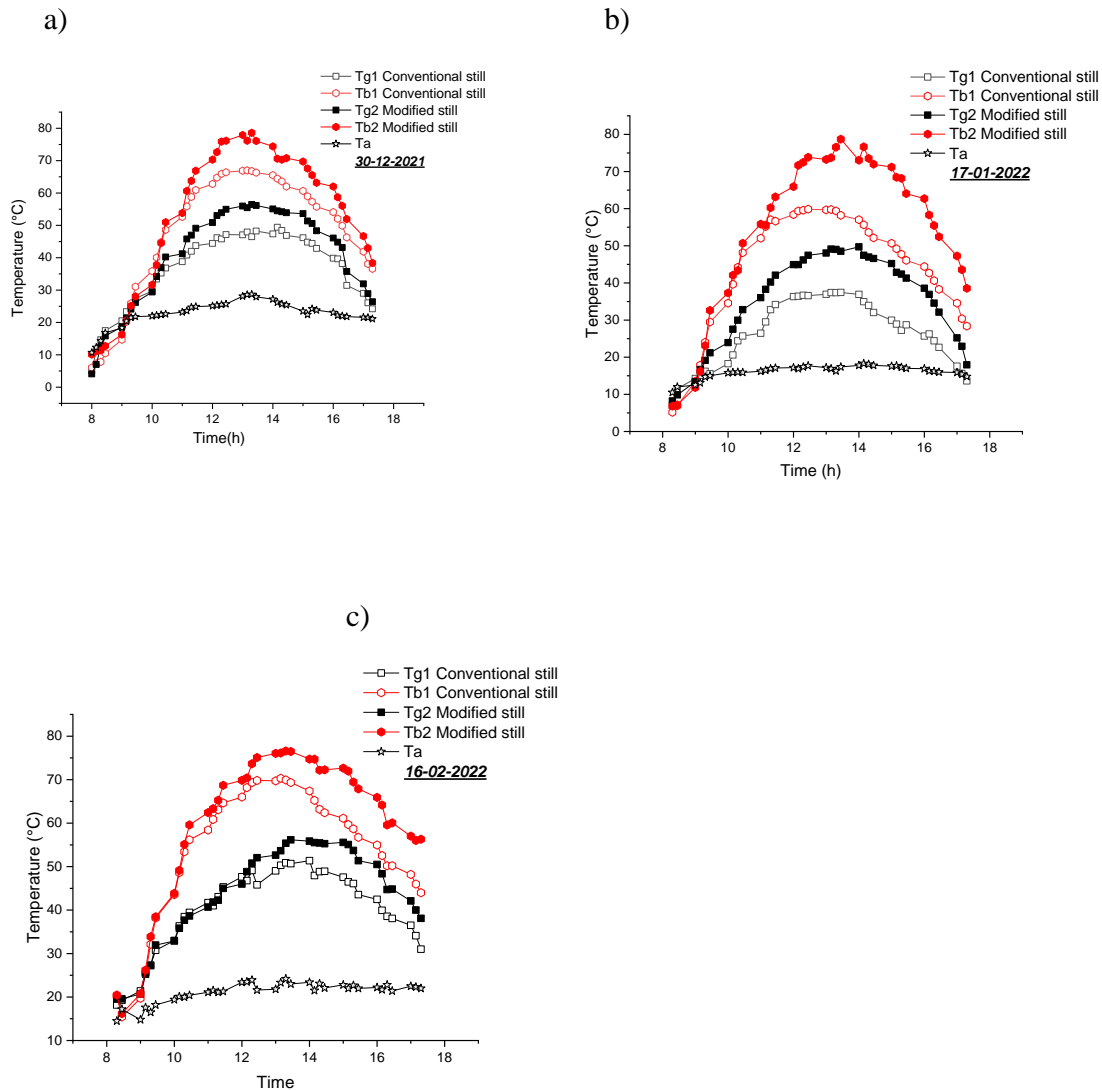 a)
Tg1 Conventional still
Tb1 Conventional still
Tg2 Modified still
Tb2 Modified still
Ta
30-12-2021
80
70
60
50
40
30
20
10
0
Temperature (°C)
8 10 12 14 16 18
Time(h)
b)
Tg1 Conventional still
Tb1 Conventional still
Tg2 Modified still
Tb2 Modified still
Ta
17-01-2022
80
70
60
50
40
30
20
10
0
Temperature (°C)
8 10 12 14 16 18
Time (h)
c)
Tg1 Conventional still
Tb1 Conventional still
Tg2 Modified still
Tb2 Modified still
Ta
16-02-2022
80
70
60
50
40
30
20
10
Temperature (°C)
8 10 12 14 16 18
Time